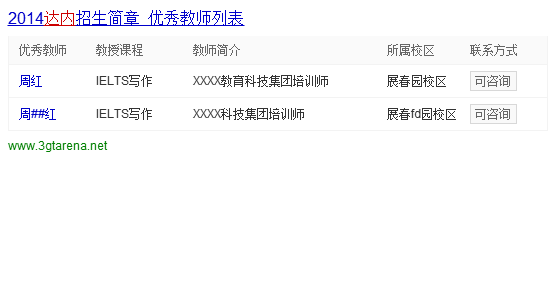 2014达内招生简章 优秀教师列表
优秀教师 教授课程 教师简介 所属校区 联系方式
周红 IELTS写作 XXXX教育科技集团培训师 展春园校区 可咨询
周##红 IELTS写作 XXXX科技集团培训师 展春fd园校区 可咨询
www.3gtarena.net